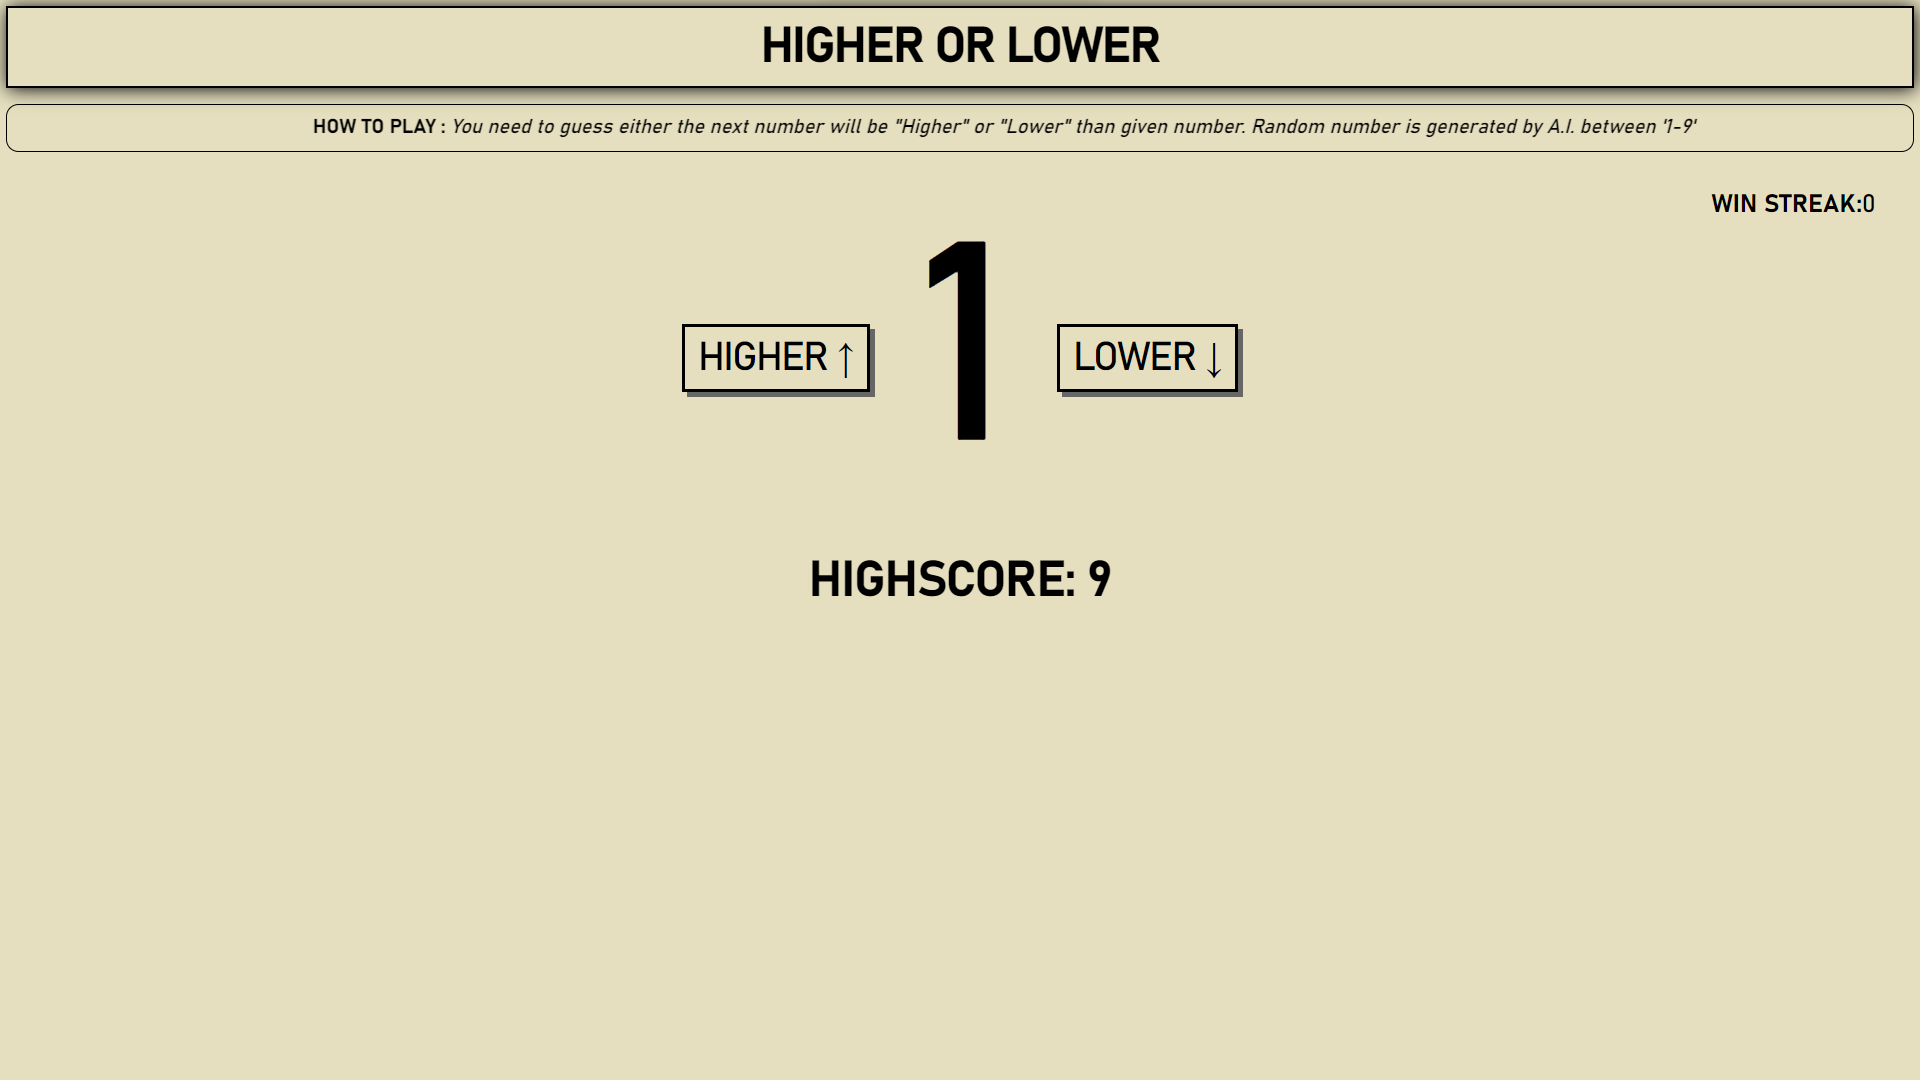 HIGHER OR LOWER
HOW TO PLAY : You need to guess either the next number will be "Higher" or "Lower" than given number. Random number is generated by A.I. between '1-9'
WIN STREAK:0
HIGHER ↑
1
LOWER ↓
HIGHSCORE: 9